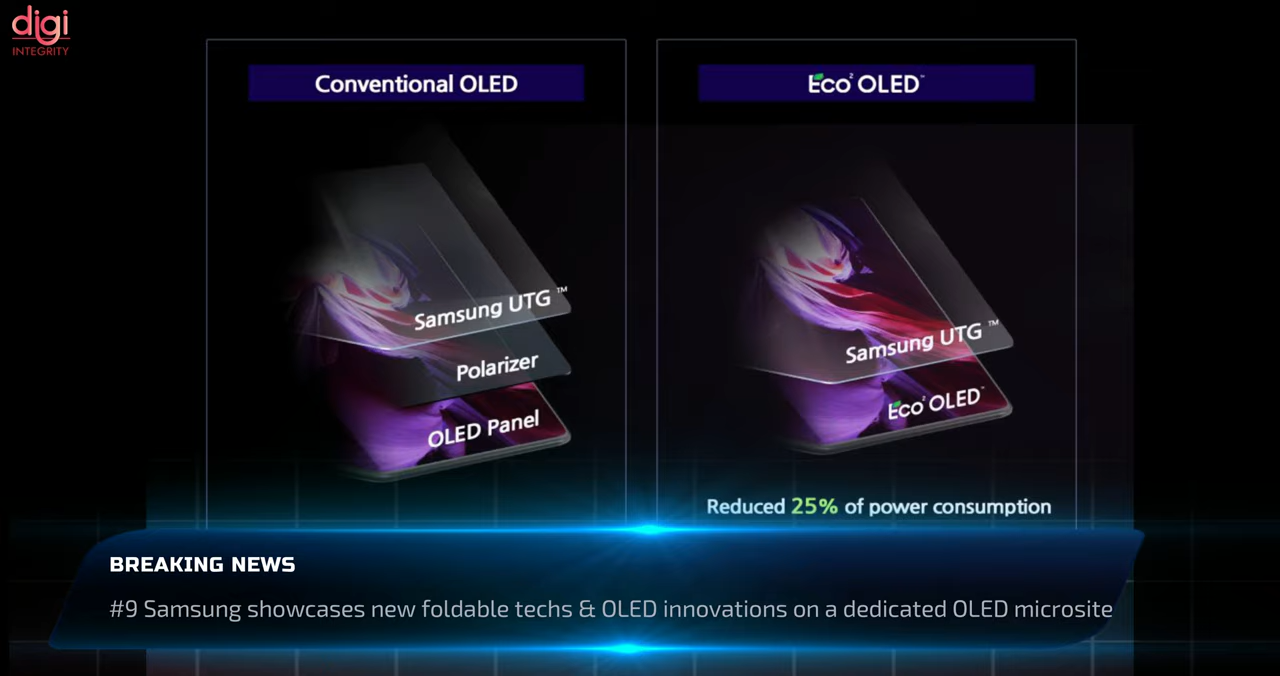 digi
INTEGRITY
Conventional OLED
Samsung UTG™
Polarizer
OLED Panel
Eco² OLED™
Samsung UTG™
Eco² OLED™
Reduced 25% of power consumption
BREAKING NEWS
#9 Samsung showcases new foldable techs & OLED innovations on a dedicated OLED microsite